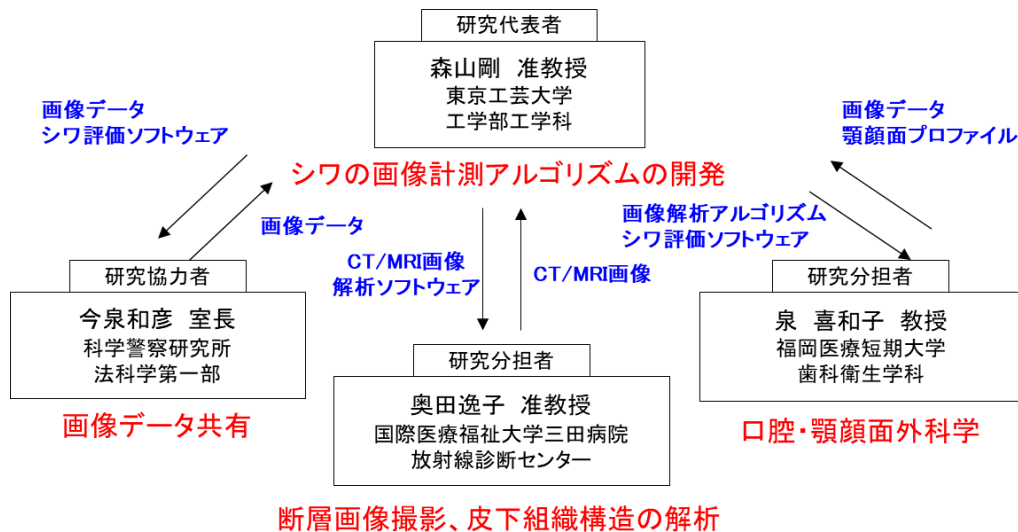 研究代表者
森山剛 准教授
東京工芸大学
工学部工学科
シワの画像計測アルゴリズムの開発
画像データ
シワ評価ソフトウェア
画像データ
画像データ
顎顔面プロファイル
画像解析アルゴリズム
シワ評価ソフトウェア
CT/MRI画像
解析ソフトウェア
CT/MRI画像
研究協力者
今泉和彦 室長
科学警察研究所
法科学第一部
画像データ共有
研究分担者
奥田逸子 准教授
国際医療福祉大学三田病院
放射線診断センター
断層画像撮影、皮下組織構造の解析
研究分担者
泉 喜和子 教授
福岡医療短期大学
歯科衛生学科
口腔・顎顔面外科学